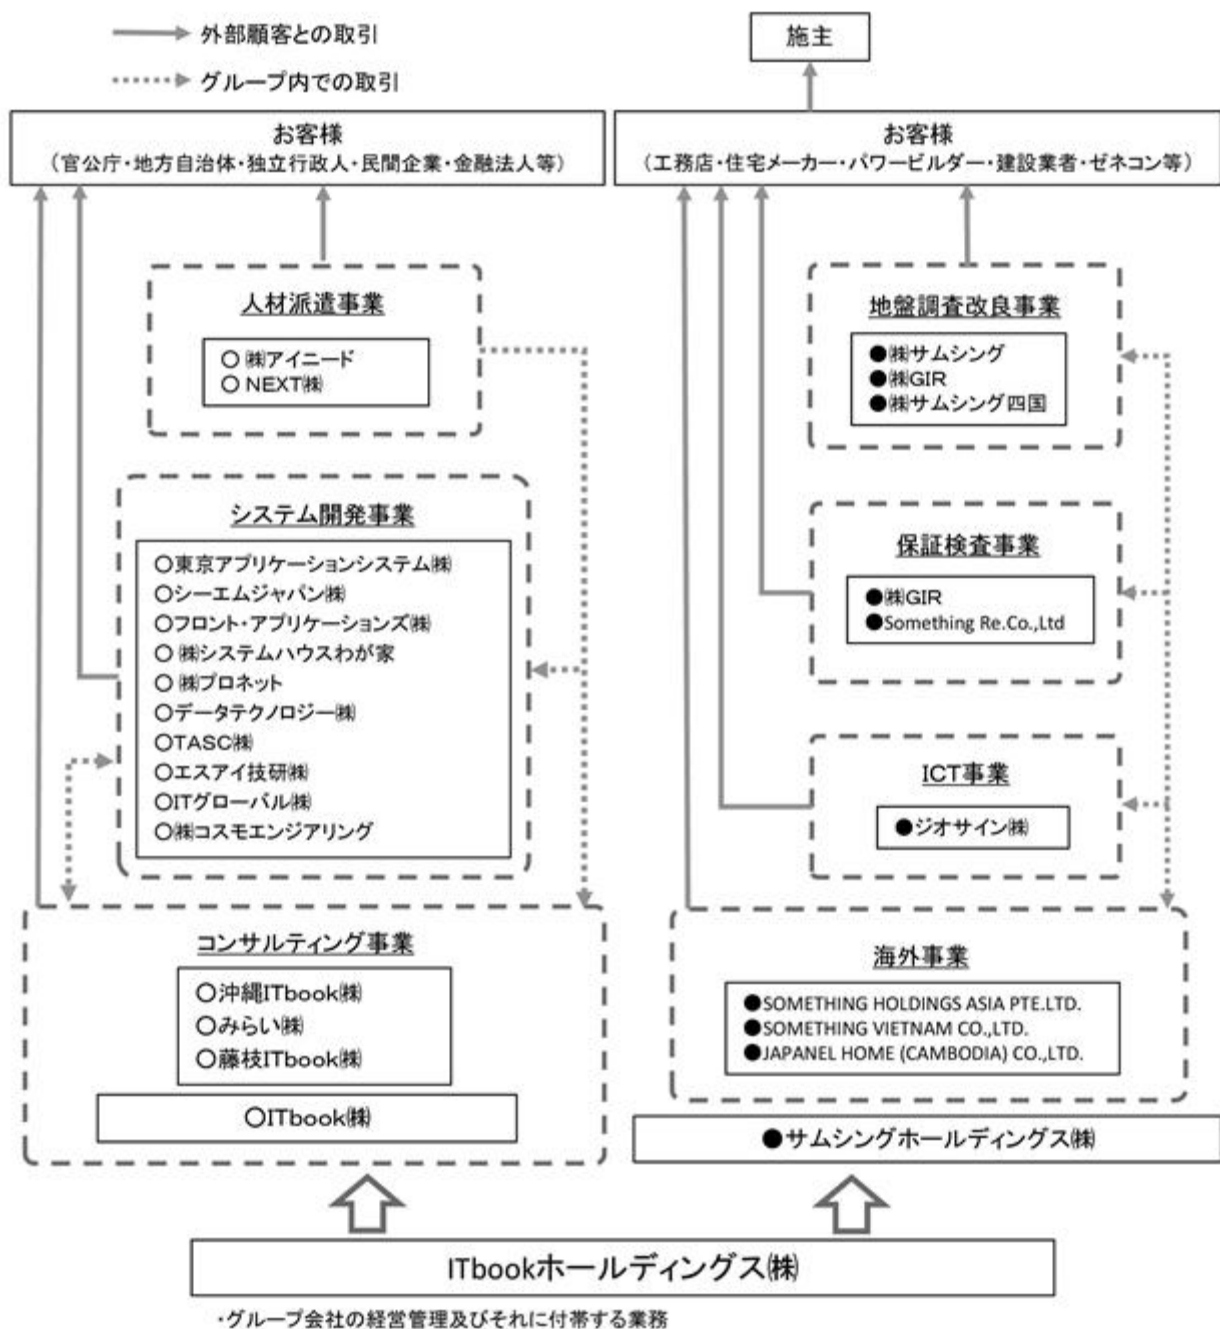 外部顧客との取引
グループ内での取引
施主
お客様
（官公庁・地方自治体・独立行政人・民間企業・金融法人等）
お客様
（工務店・住宅メーカー・パワービルダー・建設業者・ゼネコン等）
人材派遣事業
○㈱アイニード
○NEXT㈱
システム開発事業
○東京アプリケーションシステム㈱
○シーエムジャパン㈱
○フロント・アプリケーションズ㈱
○㈱システムハウスわが家
○㈱プロネット
○データテクノロジー㈱
○TASC㈱
○エスアイ技研㈱
○ITグローバル㈱
○㈱コスモエンジアリング
コンサルティング事業
○沖縄ITbook㈱
○みらい㈱
○藤枝ITbook㈱
○ITbook㈱
地盤調査改良事業
●㈱サムシング
●㈱GIR
●㈱サムシング四国
保証検査事業
●㈱GIR
●Something Re.Co.,Ltd
ICT事業
●ジオサイン㈱
海外事業
●SOMETHING HOLDINGS ASIA PTE.LTD.
●SOMETHING VIETNAM CO.,LTD.
●JAPANEL HOME (CAMBODIA) CO.,LTD.
●サムシングホールディングス㈱
ITbookホールディングス㈱
・グループ会社の経営管理及びそれに付帯する業務